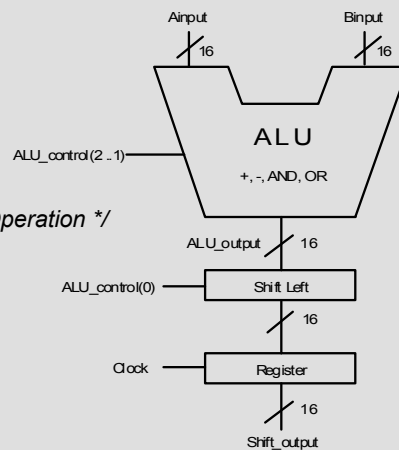 Ainput Binput
16 16
ALU
ALU_control(2 .. 1)
+, -, AND, OR
peration */
ALU_output 16
ALU_control(0) Shift Left
16
Clock Register
16
Shift_output